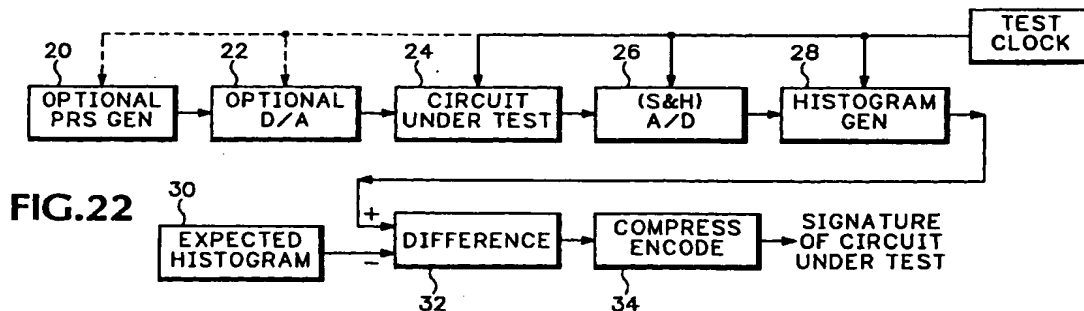 TEST
CLOCK
20
22
24
26
28
OPTIONAL
PRS GEN
OPTIONAL
D/A
CIRCUIT
UNDER TEST
(S&H)
A/D
HISTOGRAM
GEN
FIG.22
30
EXPECTED
HISTOGRAM
+
−
DIFFERENCE
32
COMPRESS
ENCODE
34
SIGNATURE
OF CIRCUIT
UNDER TEST